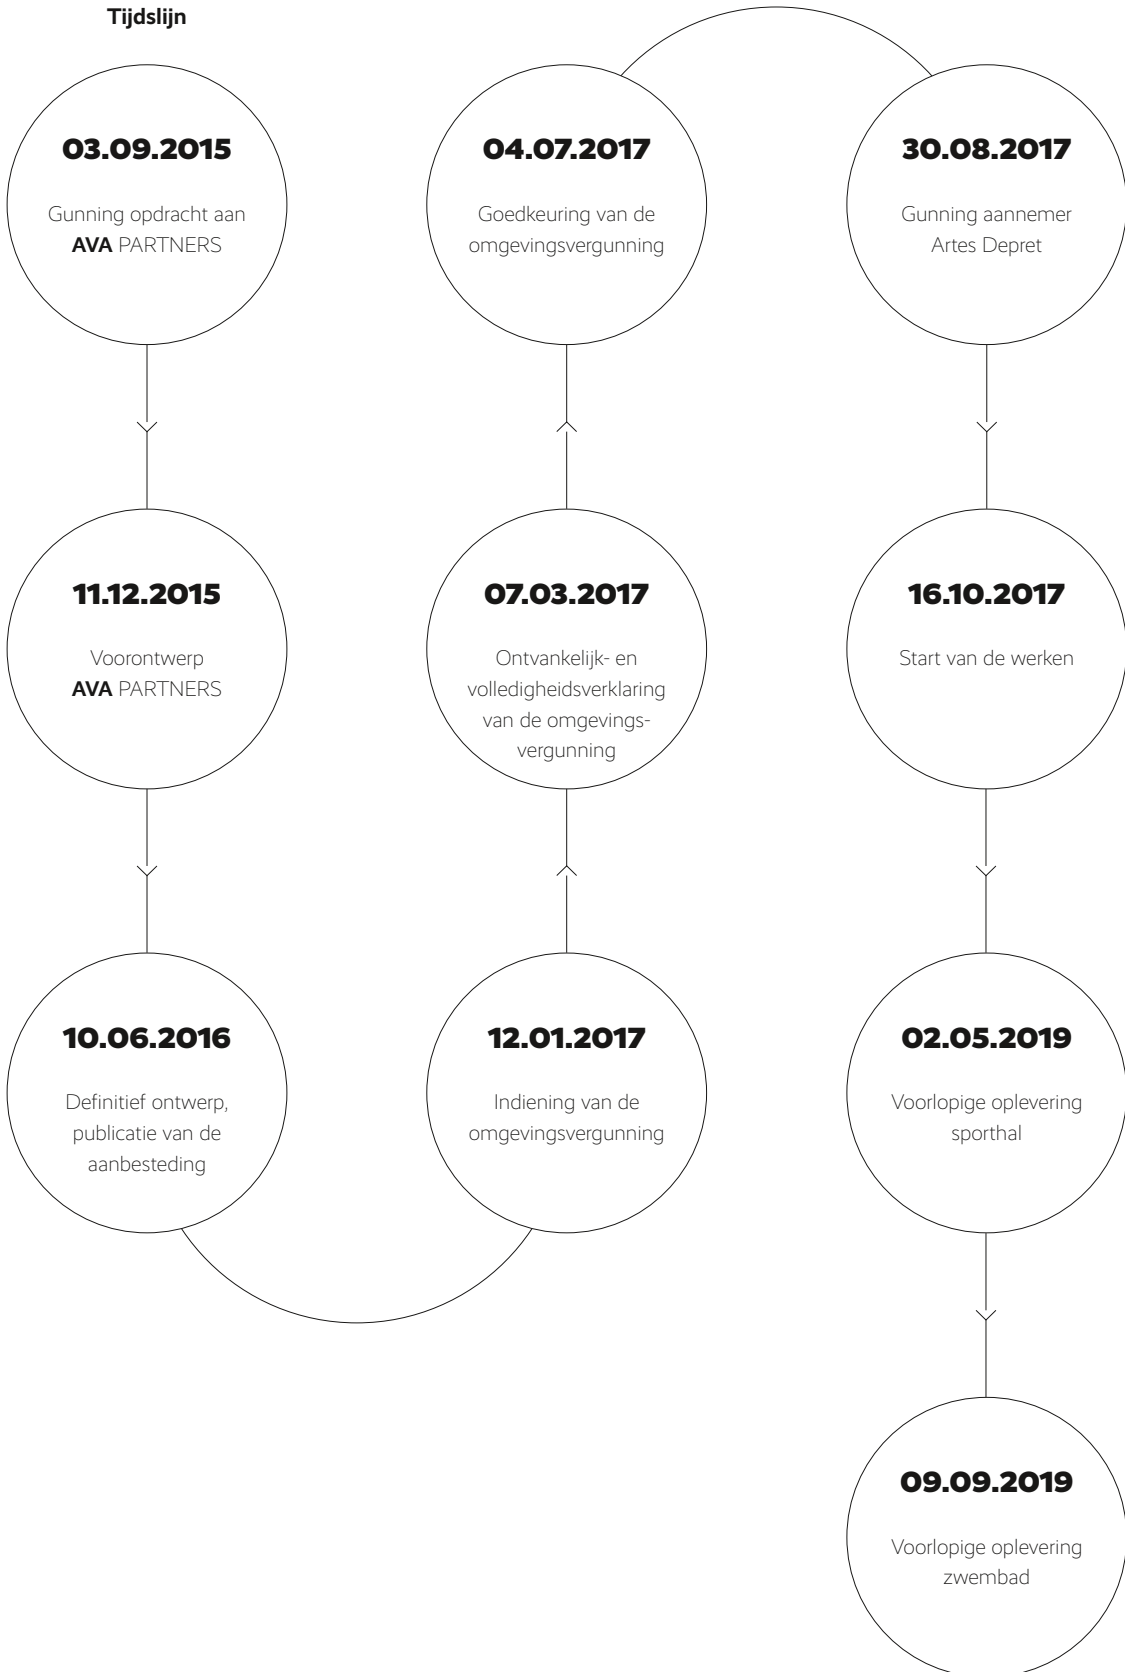 Tijdslijn
03.09.2015
Gunning opdracht aan
AVA PARTNERS
11.12.2015
Voorontwerp
AVA PARTNERS
10.06.2016
Definitief ontwerp,
publicatie van de
aanbesteding
12.01.2017
Indiening van de
omgevingsvergunning
07.03.2017
Ontvankelijk- en
volledigheidsverklaring
van de omgevings-
vergunning
04.07.2017
Goedkeuring van de
omgevingsvergunning
30.08.2017
Gunning aannemer
Artes Depret
16.10.2017
Start van de werken
02.05.2019
Voorlopige oplevering
sporthal
09.09.2019
Voorlopige oplevering
zwembad